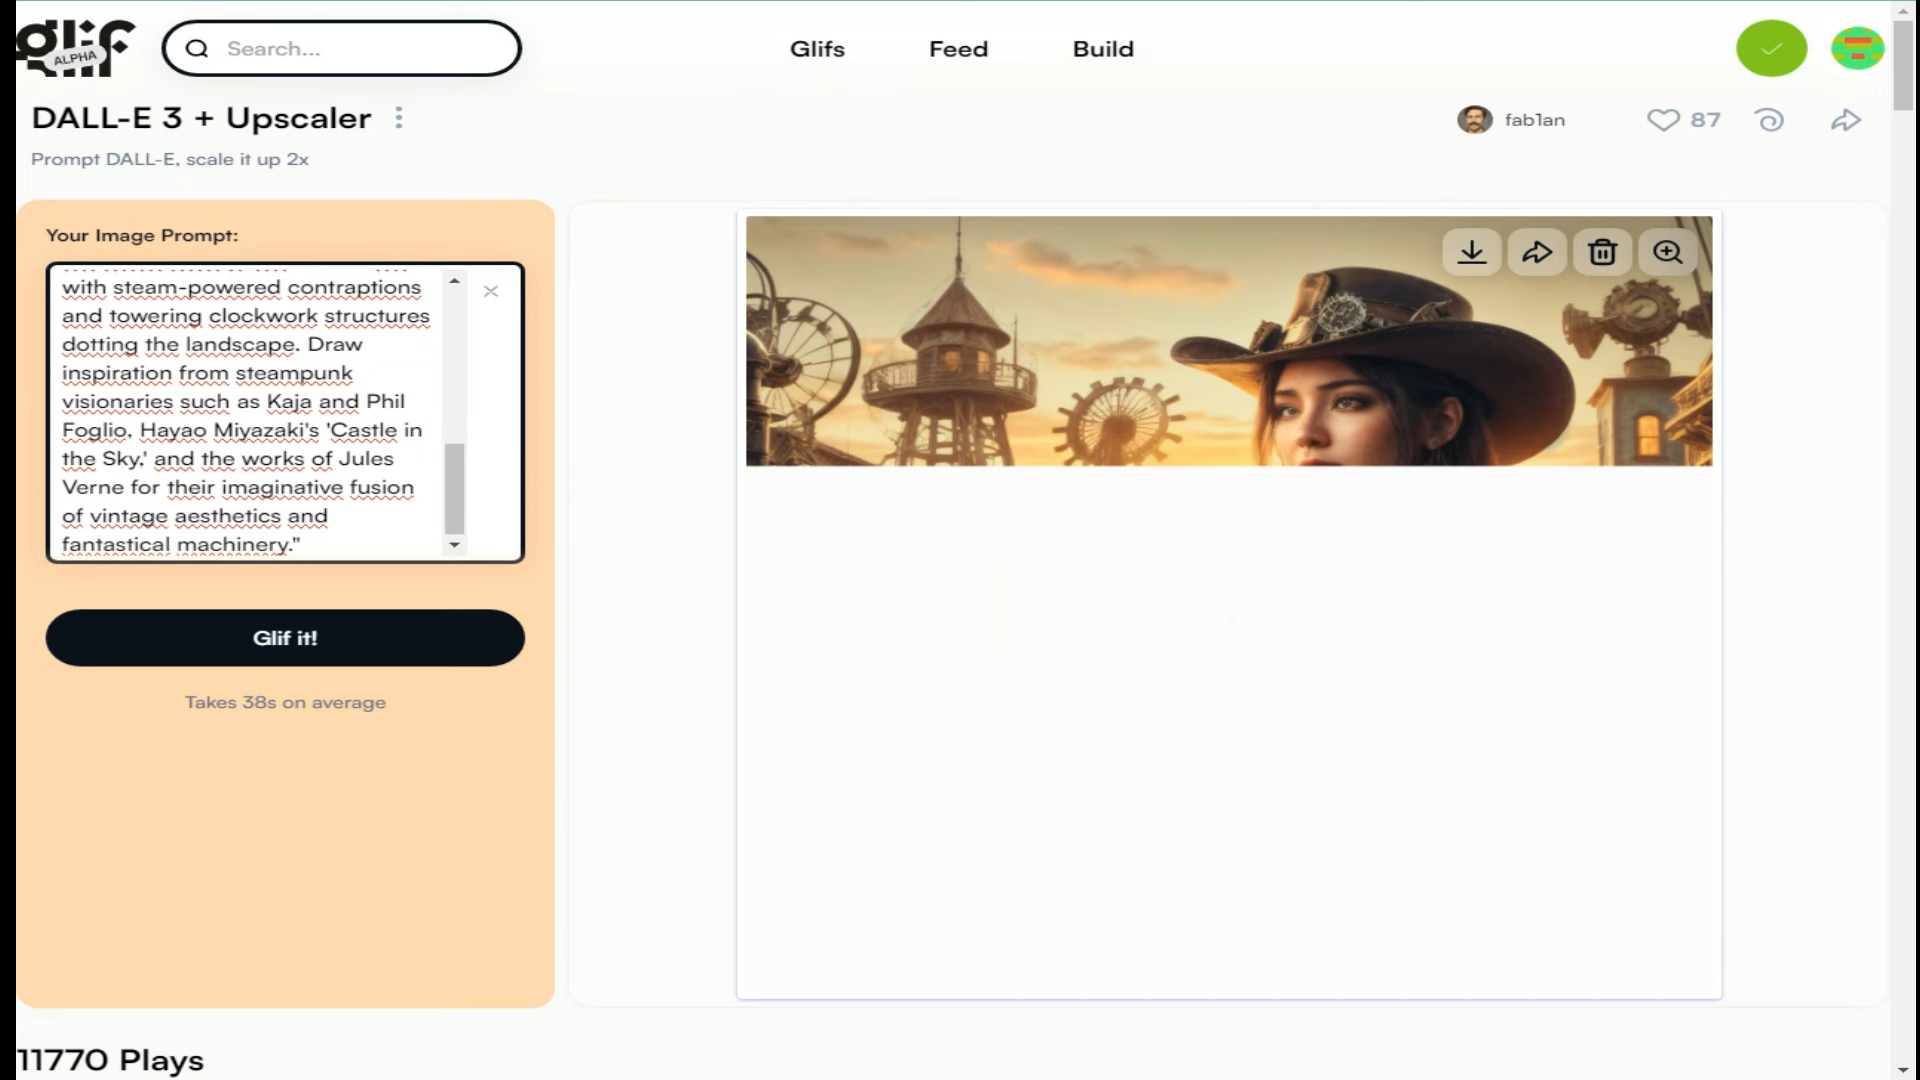 glif
ALPHA
Search...
Glifs
Feed
Build
DALL-E 3 + Upscaler
fab1an
87
Prompt DALL-E, scale it up 2x
Your Image Prompt:
with steam-powered contraptions
and towering clockwork structures
dotting the landscape. Draw
inspiration from steampunk
visionaries such as Kaja and Phil
Foglio, Hayao Miyazaki's 'Castle in
the Sky,' and the works of Jules
Verne for their imaginative fusion
of vintage aesthetics and
fantastical machinery."
Glif it!
Takes 38s on average
11770 Plays